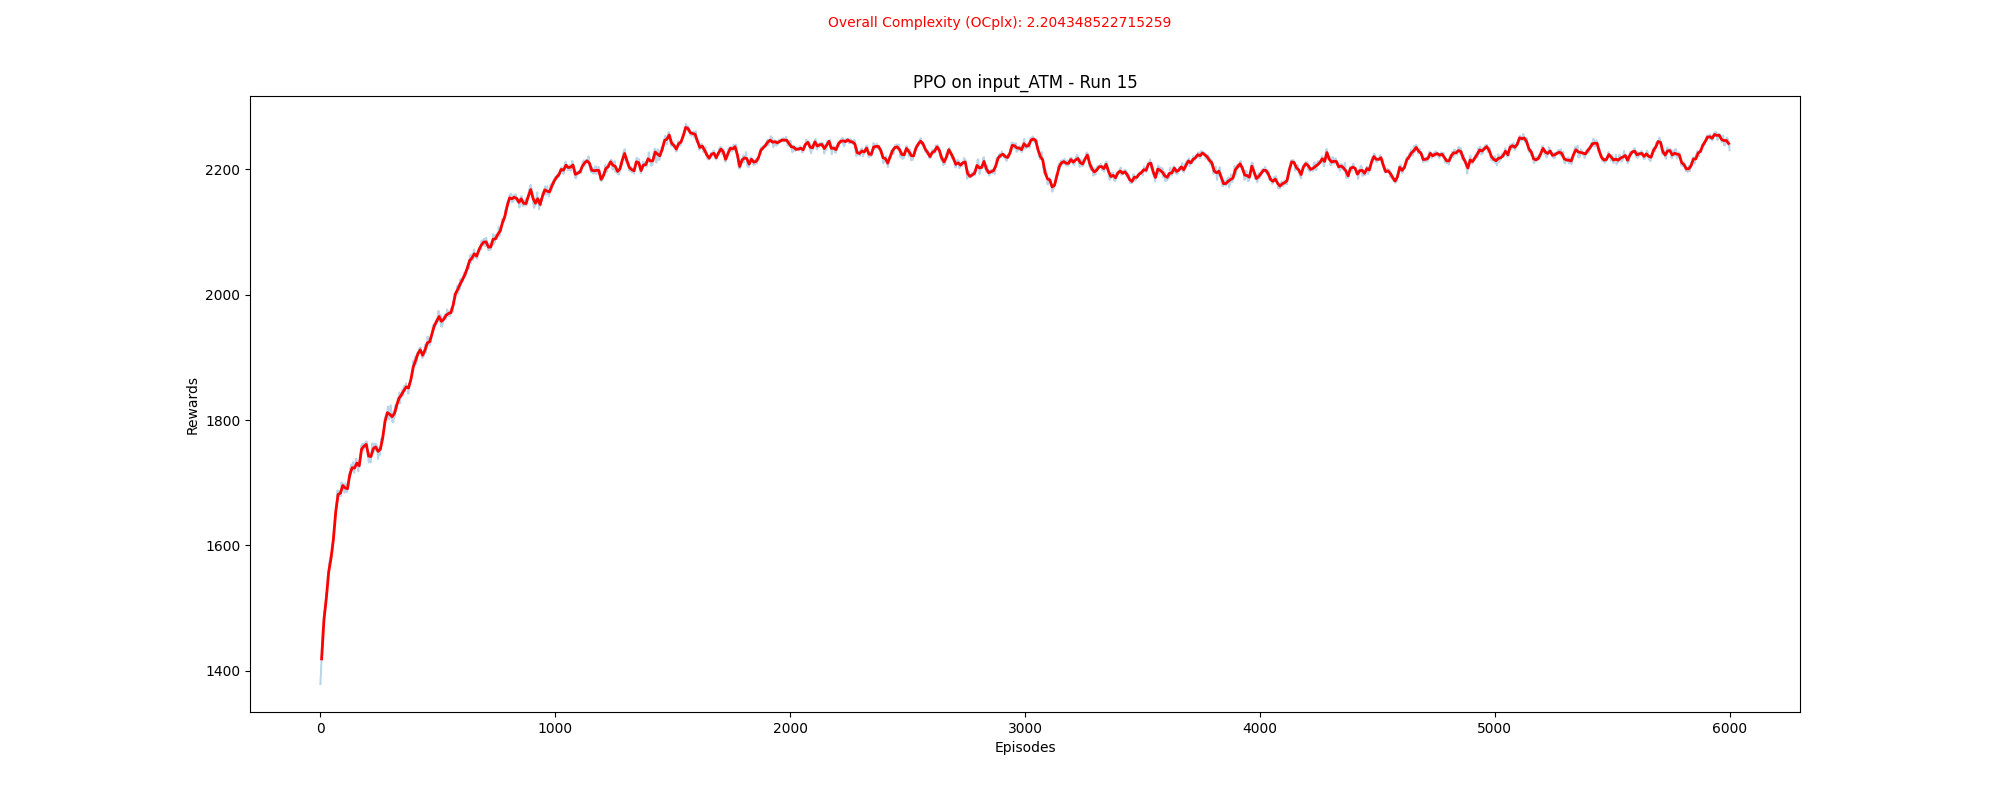 Overall Complexity (OCplx): 2.204348522715259
PPO on input_ATM - Run 15
2200
2000
1800
1600
1400
Rewards
0 1000 2000 3000 4000 5000 6000
Episodes